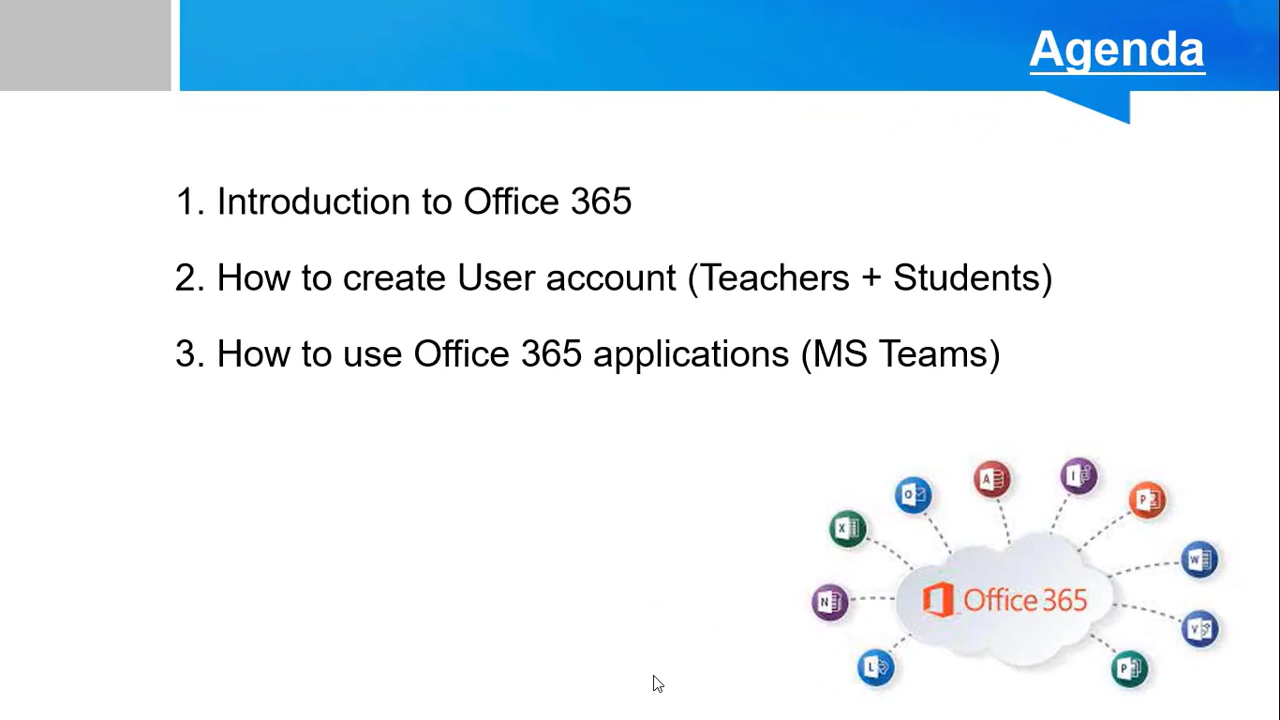 Agenda
1. Introduction to Office 365
2. How to create User account (Teachers + Students)
3. How to use Office 365 applications (MS Teams)
A
I
O
P
X
W
Office 365
N
V
L
P